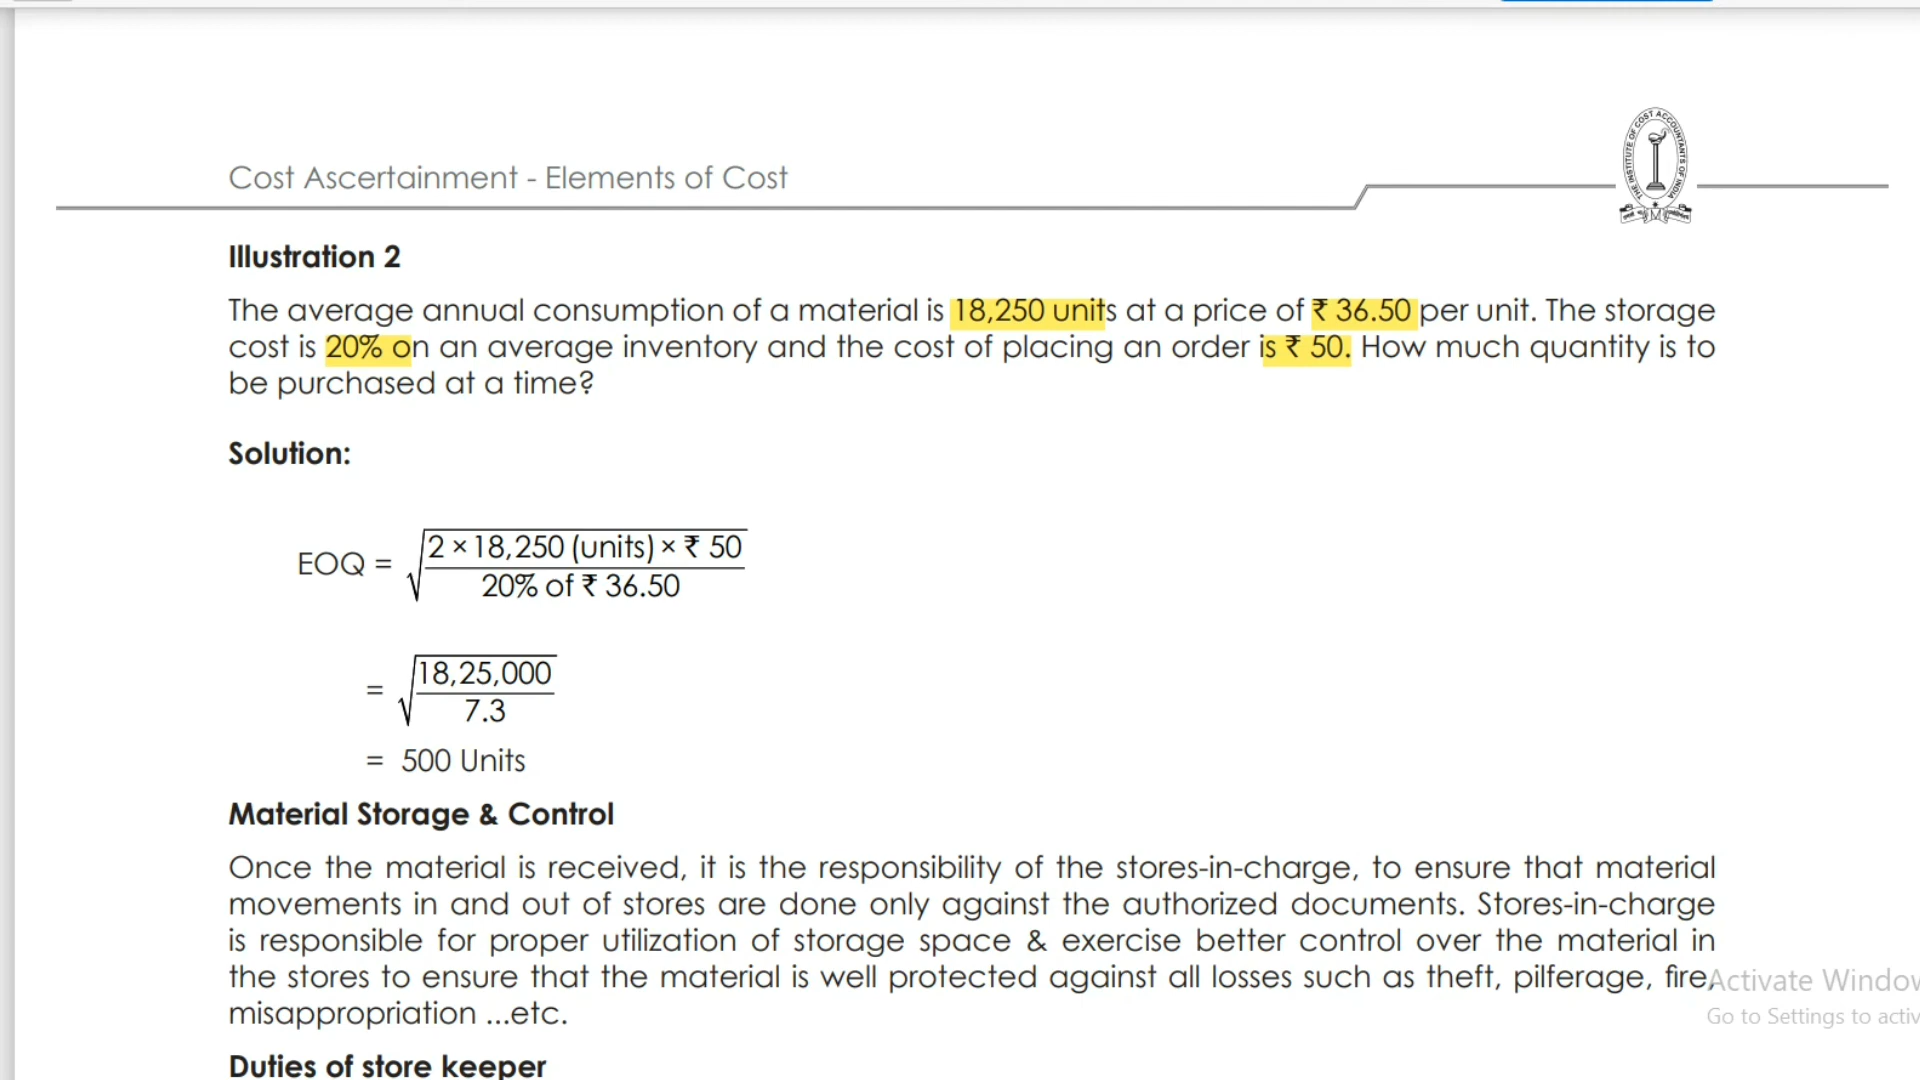 THE INSTITUTE OF COST ACCOUNTANTS OF INDIA
Cost Ascertainment - Elements of Cost
Illustration 2
The average annual consumption of a material is 18,250 units at a price of ₹ 36.50 per unit. The storage
cost is 20% on an average inventory and the cost of placing an order is ₹ 50. How much quantity is to
be purchased at a time?
Solution:
EOQ = √ 2 × 18,250 (units) × ₹ 50
20% of ₹ 36.50
= √ 18,25,000
7.3
= 500 Units
Material Storage & Control
Once the material is received, it is the responsibility of the stores-in-charge, to ensure that material
movements in and out of stores are done only against the authorized documents. Stores-in-charge
is responsible for proper utilization of storage space & exercise better control over the material in
the stores to ensure that the material is well protected against all losses such as theft, pilferage, fire,
misappropriation ...etc.
Activate Window
Go to Settings to activ
Duties of store keeper